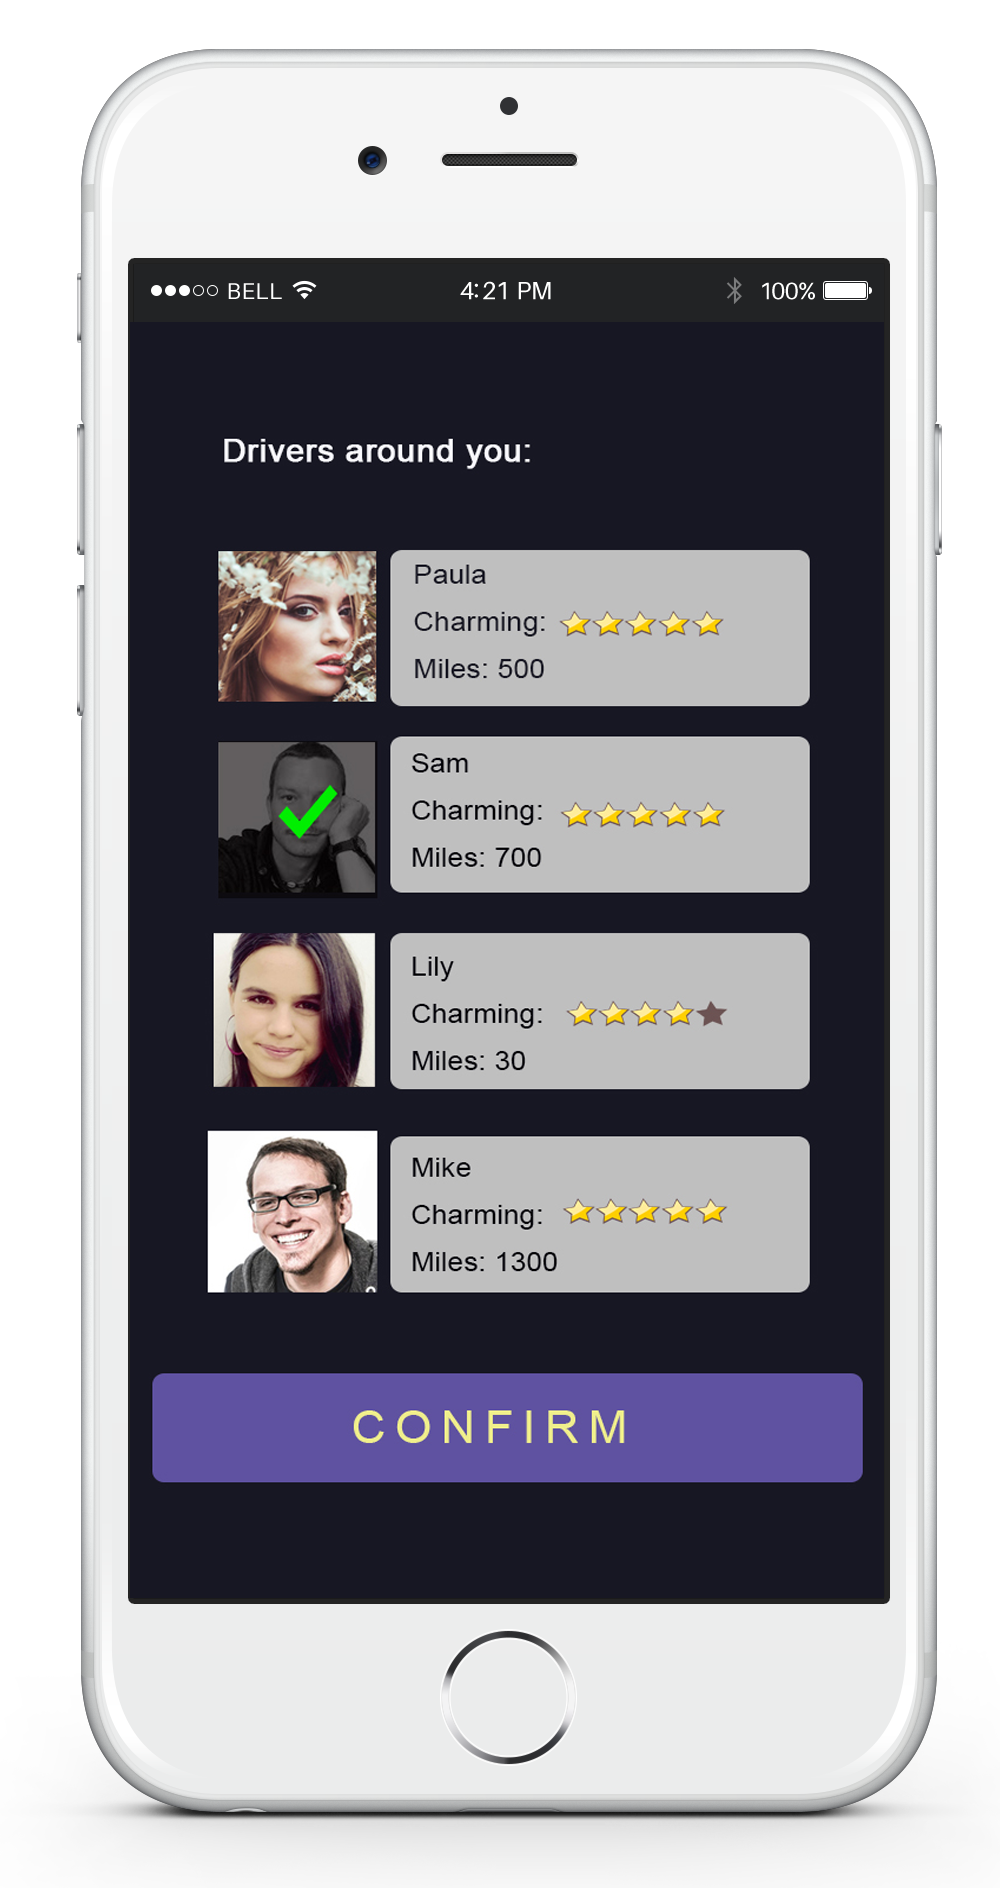 BELL 4:21 PM 100%
Drivers around you:
Paula
Charming:
Miles: 500
Sam
Charming:
Miles: 700
Lily
Charming:
Miles: 30
Mike
Charming:
Miles: 1300
CONFIRM